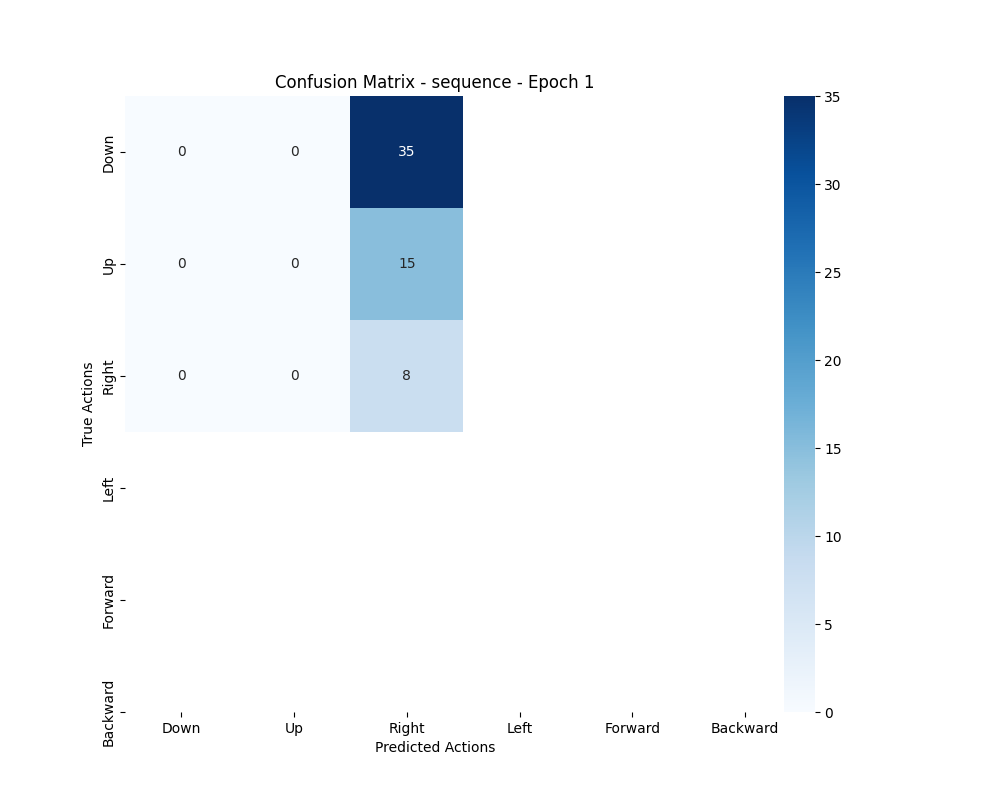 Confusion Matrix - sequence - Epoch 1
True Actions
Down
0 0 35
Up
0 0 15
Right
0 0 8
Left
Forward
Backward
Down Up Right Left Forward Backward
Predicted Actions
35
30
25
20
15
10
5
0